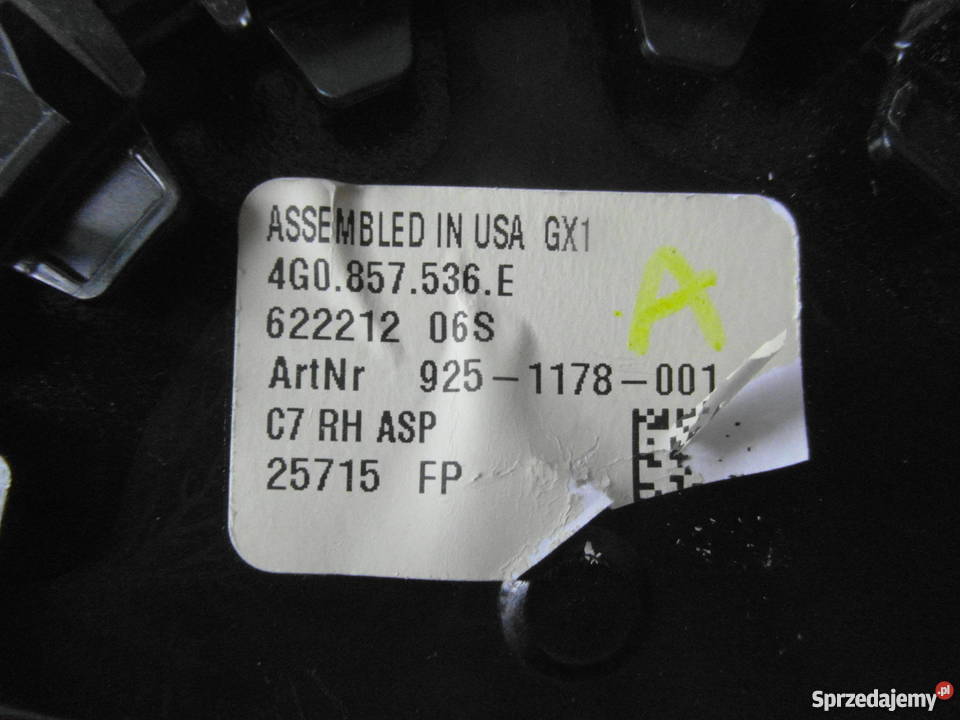 ASSEMBLED IN USA GX1
4G0.857.536.E
622212 06S
A
ArtNr 925-1178-001
C7 RH ASP
25715 FP
Sprzedajemy.pl